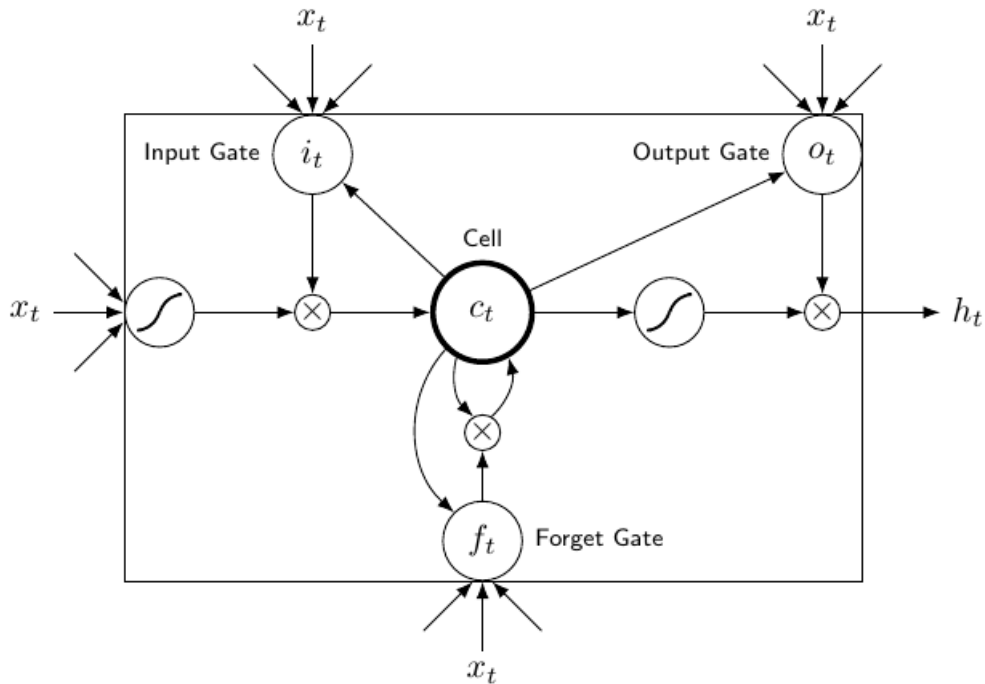 x_t
x_t
Input Gate
i_t
Output Gate
o_t
Cell
x_t
×
c_t
×
h_t
×
f_t
Forget Gate
x_t